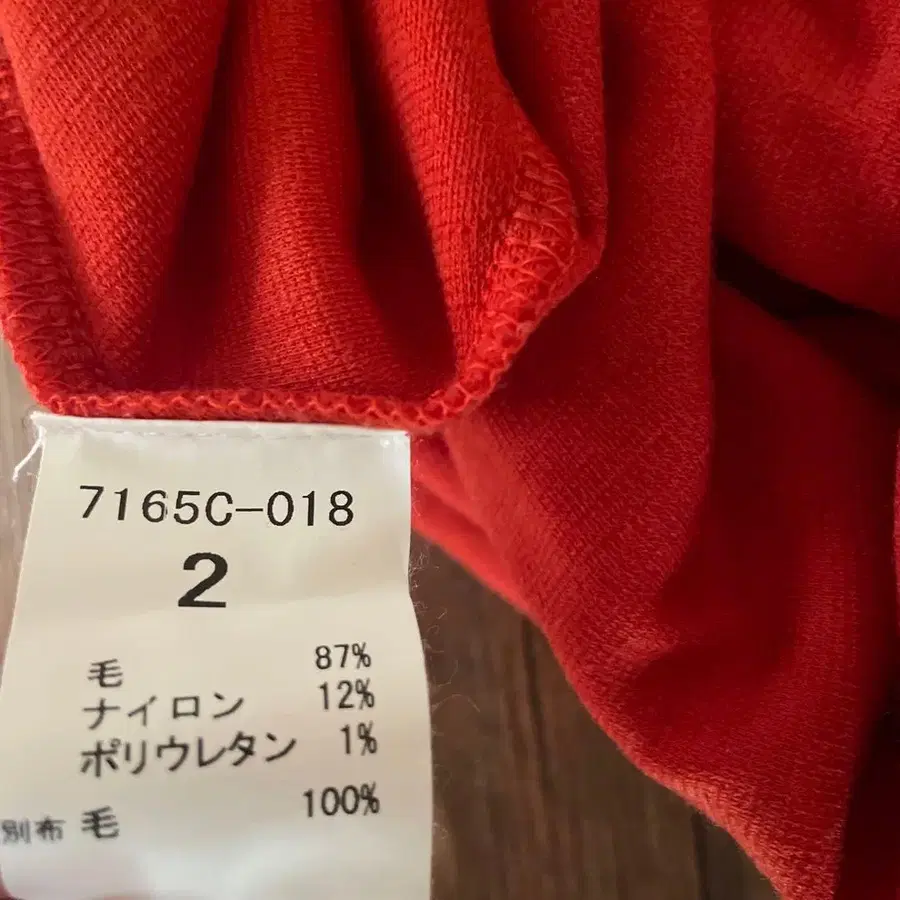 7165C-018
2
毛 87%
ナイロン 12%
ポリウレタン 1%
別布 毛 100%